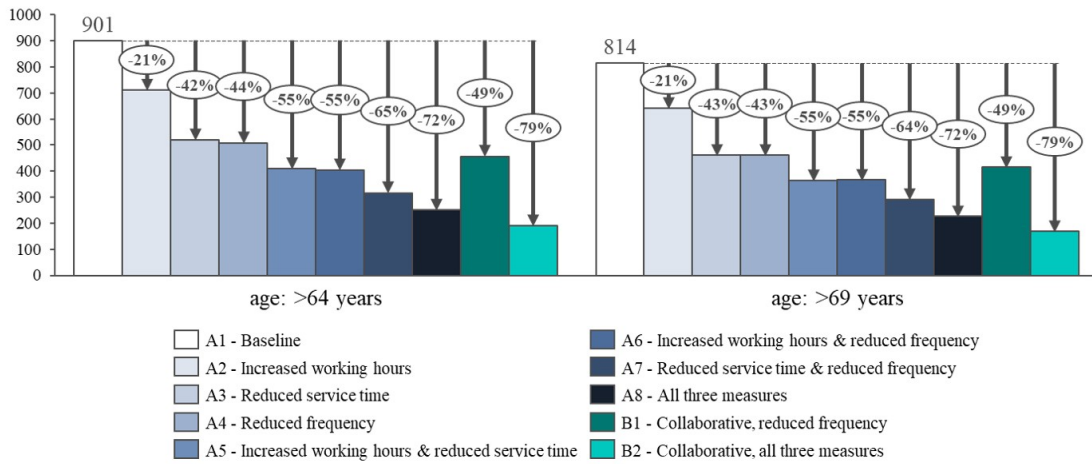 1000
900
800
700
600
500
400
300
200
100
0
901
-21%
-42%
-44%
-55%
-55%
-65%
-72%
-49%
-79%
age: >64 years
814
-21%
-43%
-43%
-55%
-55%
-64%
-72%
-49%
-79%
age: >69 years
A1 - Baseline
A2 - Increased working hours
A3 - Reduced service time
A4 - Reduced frequency
A5 - Increased working hours & reduced service time
A6 - Increased working hours & reduced frequency
A7 - Reduced service time & reduced frequency
A8 - All three measures
B1 - Collaborative, reduced frequency
B2 - Collaborative, all three measures